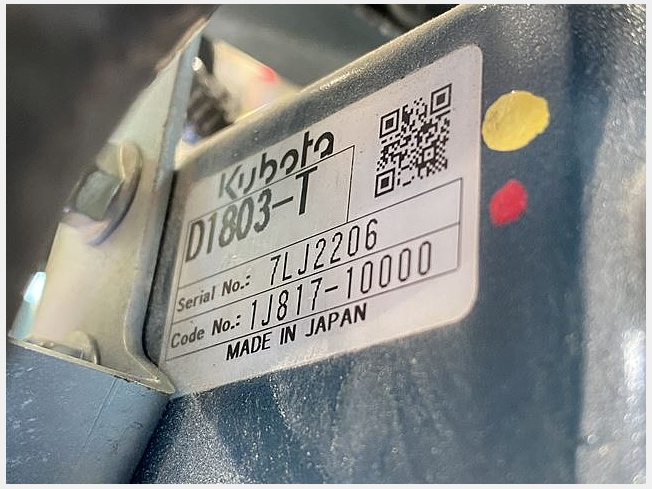 Kubota
D1803-T
Serial No.: 7LJ2206
Code No.: 1J817-10000
MADE IN JAPAN